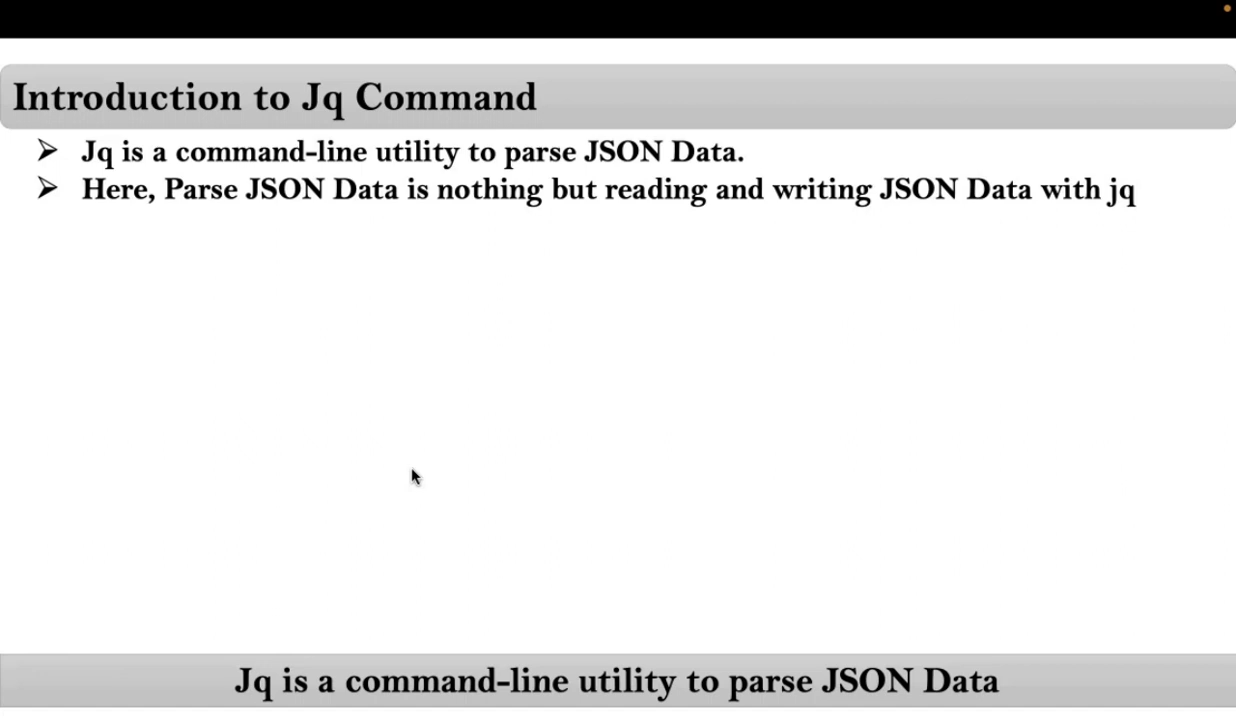 Introduction to Jq Command
➢ Jq is a command-line utility to parse JSON Data.
➢ Here, Parse JSON Data is nothing but reading and writing JSON Data with jq
Jq is a command-line utility to parse JSON Data